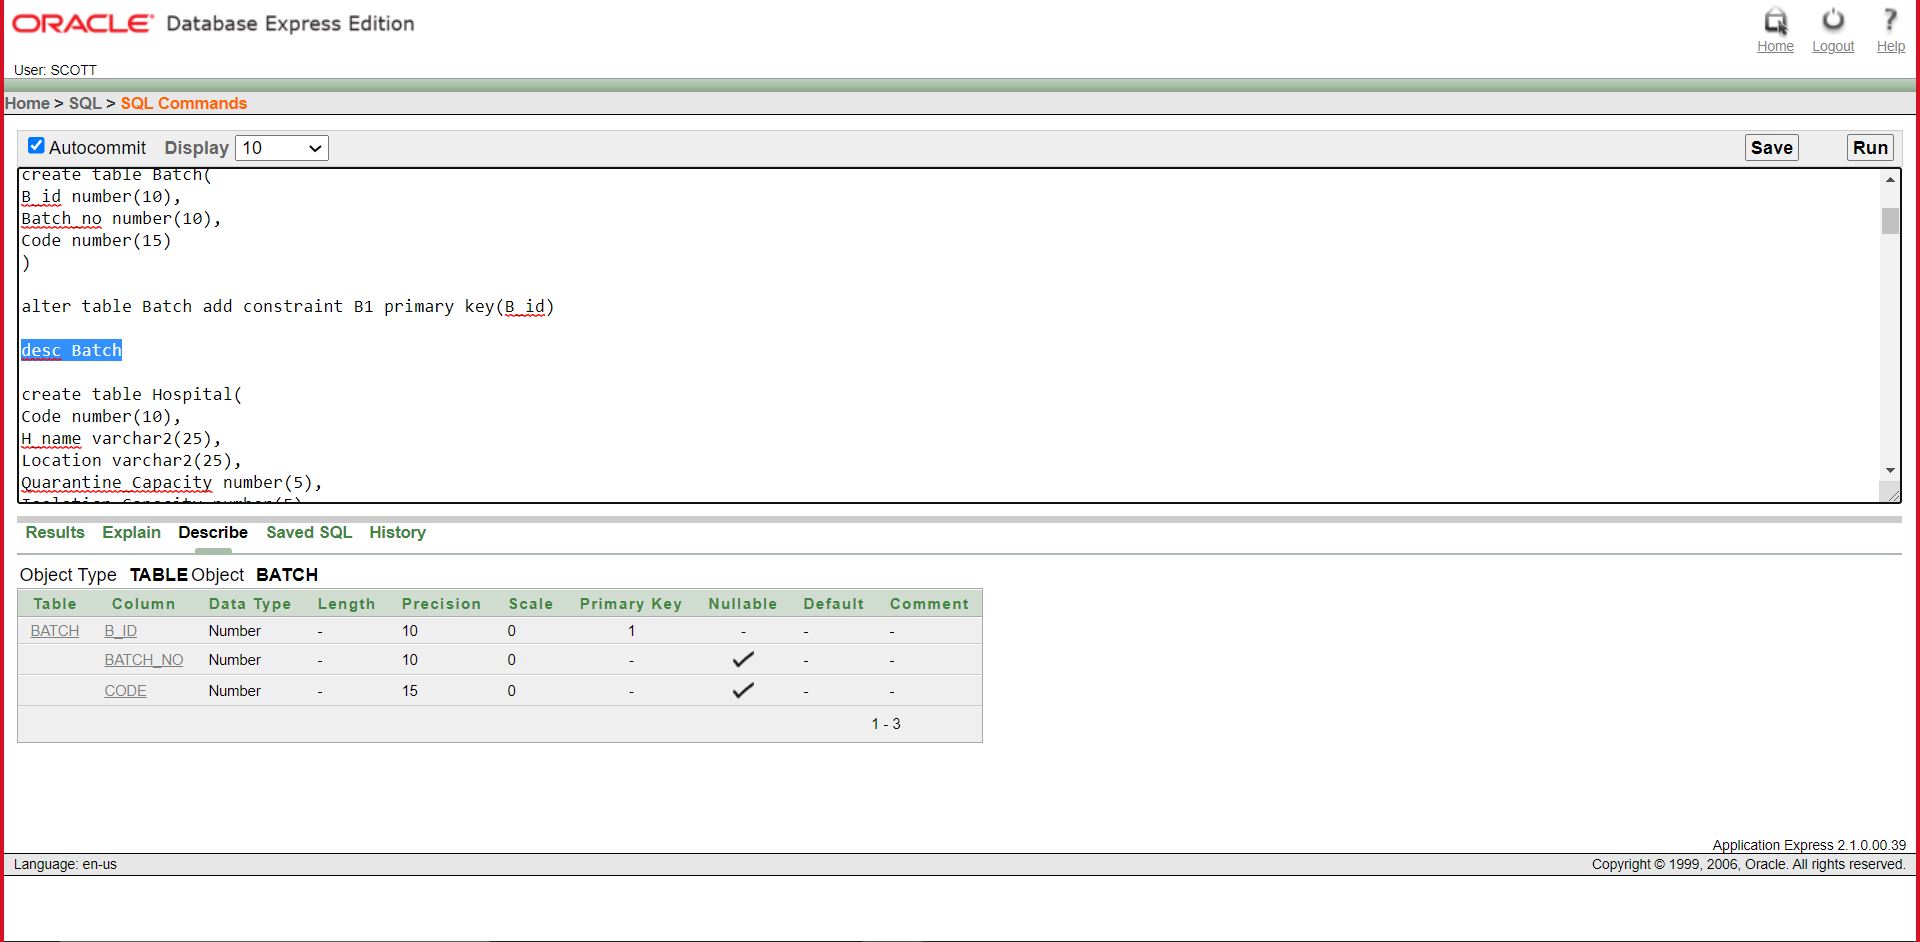 ORACLE Database Express Edition
Home Logout Help
User: SCOTT
Home > SQL > SQL Commands
Autocommit Display 10 Save Run
create table Batch(
B_id number(10),
Batch_no number(10),
Code number(15)
)
alter table Batch add constraint B1 primary key(B_id)
desc Batch
create table Hospital(
Code number(10),
H_name varchar2(25),
Location varchar2(25),
Quarantine_Capacity number(5),
Isolation_Capacity number(5)
Results Explain Describe Saved SQL History
Object Type TABLE Object BATCH
Table Column Data Type Length Precision Scale Primary Key Nullable Default Comment
BATCH B_ID Number - 10 0 1 - - -
BATCH_NO Number - 10 0 - - -
CODE Number - 15 0 - - -
1 - 3
Application Express 2.1.0.00.39
Language: en-us Copyright © 1999, 2006, Oracle. All rights reserved.